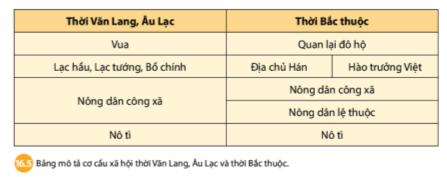 Thời Văn Lang, Âu Lạc Thời Bắc thuộc
Vua Quan lại đô hộ
Lạc hầu, Lạc tướng, Bồ chính Địa chủ Hán Hào trưởng Việt
Nông dân công xã Nông dân công xã
Nông dân lệ thuộc
Nô tì Nô tì
16.5 Bảng mô tả cơ cấu xã hội thời Văn Lang, Âu Lạc và thời Bắc thuộc.